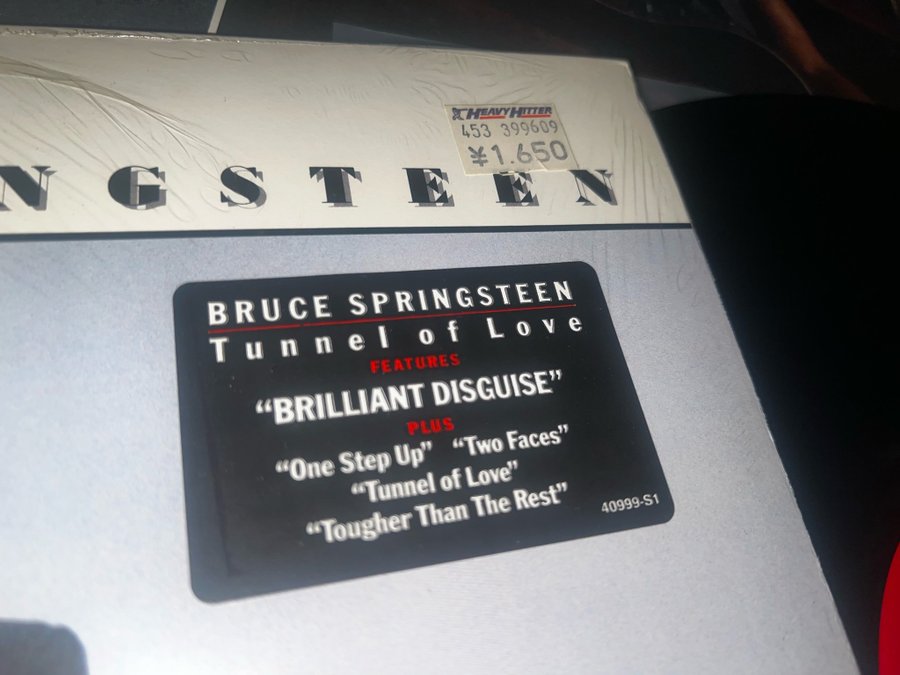 HEAVY HITTER
453 399609
¥1.650
NGSTEEN
BRUCE SPRINGSTEEN
Tunnel of Love
FEATURES
“BRILLIANT DISGUISE”
PLUS
“One Step Up” “Two Faces”
“Tunnel of Love”
“Tougher Than The Rest”
40999-S1